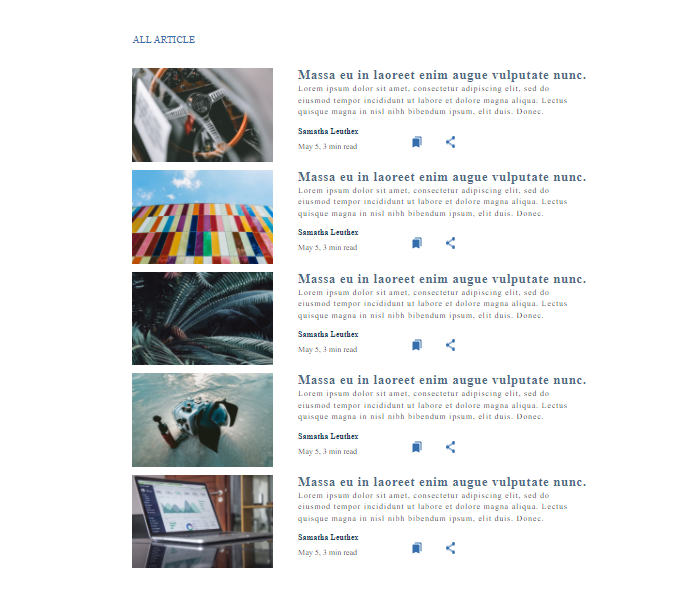 ALL ARTICLE
Massa eu in laoreet enim augue vulputate nunc.
Lorem ipsum dolor sit amet, consectetur adipiscing elit, sed do
eiusmod tempor incididunt ut labore et dolore magna aliqua. Lectus
quisque magna in nisl nibh bibendum ipsum, elit duis. Donec.
Samatha Leuthex
May 5, 3 min read
Massa eu in laoreet enim augue vulputate nunc.
Lorem ipsum dolor sit amet, consectetur adipiscing elit, sed do
eiusmod tempor incididunt ut labore et dolore magna aliqua. Lectus
quisque magna in nisl nibh bibendum ipsum, elit duis. Donec.
Samatha Leuthex
May 5, 3 min read
Massa eu in laoreet enim augue vulputate nunc.
Lorem ipsum dolor sit amet, consectetur adipiscing elit, sed do
eiusmod tempor incididunt ut labore et dolore magna aliqua. Lectus
quisque magna in nisl nibh bibendum ipsum, elit duis. Donec.
Samatha Leuthex
May 5, 3 min read
Massa eu in laoreet enim augue vulputate nunc.
Lorem ipsum dolor sit amet, consectetur adipiscing elit, sed do
eiusmod tempor incididunt ut labore et dolore magna aliqua. Lectus
quisque magna in nisl nibh bibendum ipsum, elit duis. Donec.
Samatha Leuthex
May 5, 3 min read
Massa eu in laoreet enim augue vulputate nunc.
Lorem ipsum dolor sit amet, consectetur adipiscing elit, sed do
eiusmod tempor incididunt ut labore et dolore magna aliqua. Lectus
quisque magna in nisl nibh bibendum ipsum, elit duis. Donec.
Samatha Leuthex
May 5, 3 min read